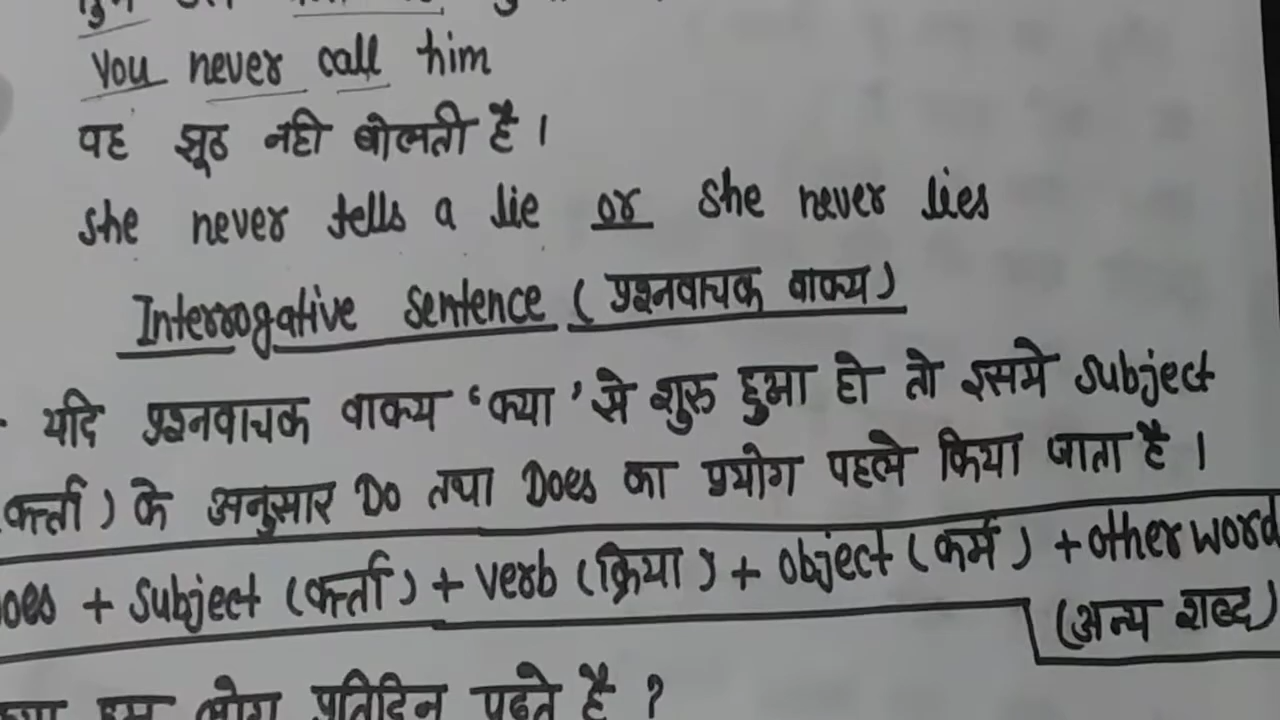 You never call him
वह झूठ नही बोलती है ।
She never tells a lie or She never lies
Interrogative Sentence ( प्रश्नवाचक वाक्य )
यदि प्रश्नवाचक वाक्य ‘क्या’ से शुरू हुआ हो तो इसमे subject
कर्त्ता ) के अनुसार Do तथा Does का प्रयोग पहले किया जाता है ।
oes + Subject (कर्त्ता) + verb (क्रिया) + object (कर्म) + other word
(अन्य शब्द)
हम लोग प्रतिदिन पढ़ते है ?